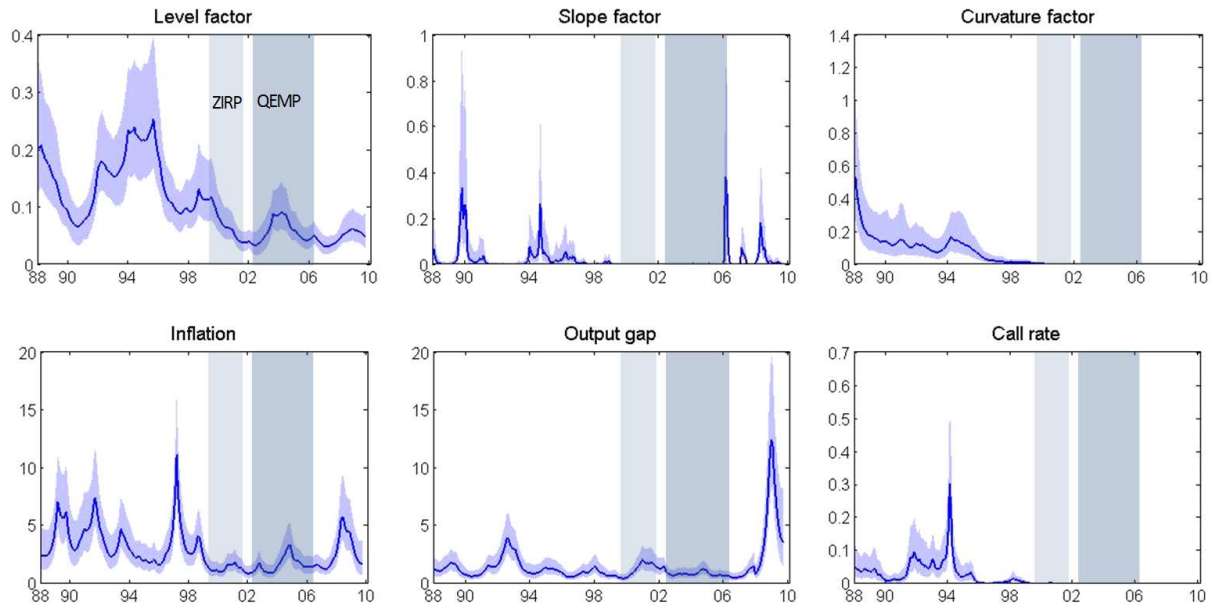 Level factor
Slope factor
Curvature factor
0.4
0.3
0.2
0.1
0
ZIRP
QEMP
88 90 94 98 02 06 10
1
0.8
0.6
0.4
0.2
0
88 90 94 98 02 06 10
1.4
1.2
1
0.8
0.6
0.4
0.2
0
88 90 94 98 02 06 10
Inflation
Output gap
Call rate
20
15
10
5
0
88 90 94 98 02 06 10
20
15
10
5
0
88 90 94 98 02 06 10
0.7
0.6
0.5
0.4
0.3
0.2
0.1
0
88 90 94 98 02 06 10